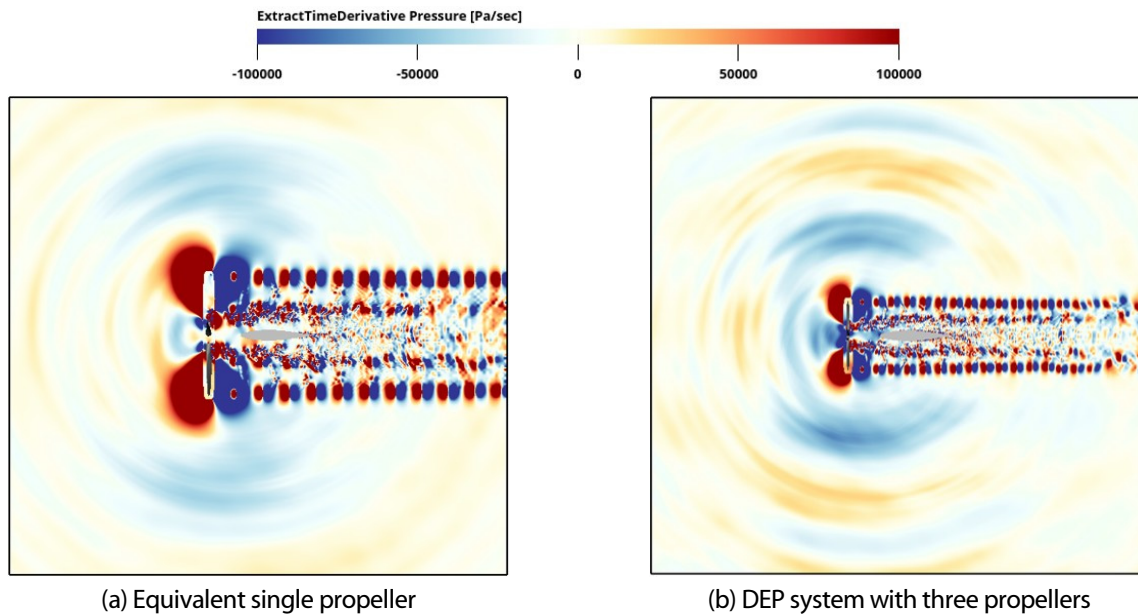 ExtractTimeDerivative Pressure [Pa/sec]
-100000 -50000 0 50000 100000
(a) Equivalent single propeller
(b) DEP system with three propellers